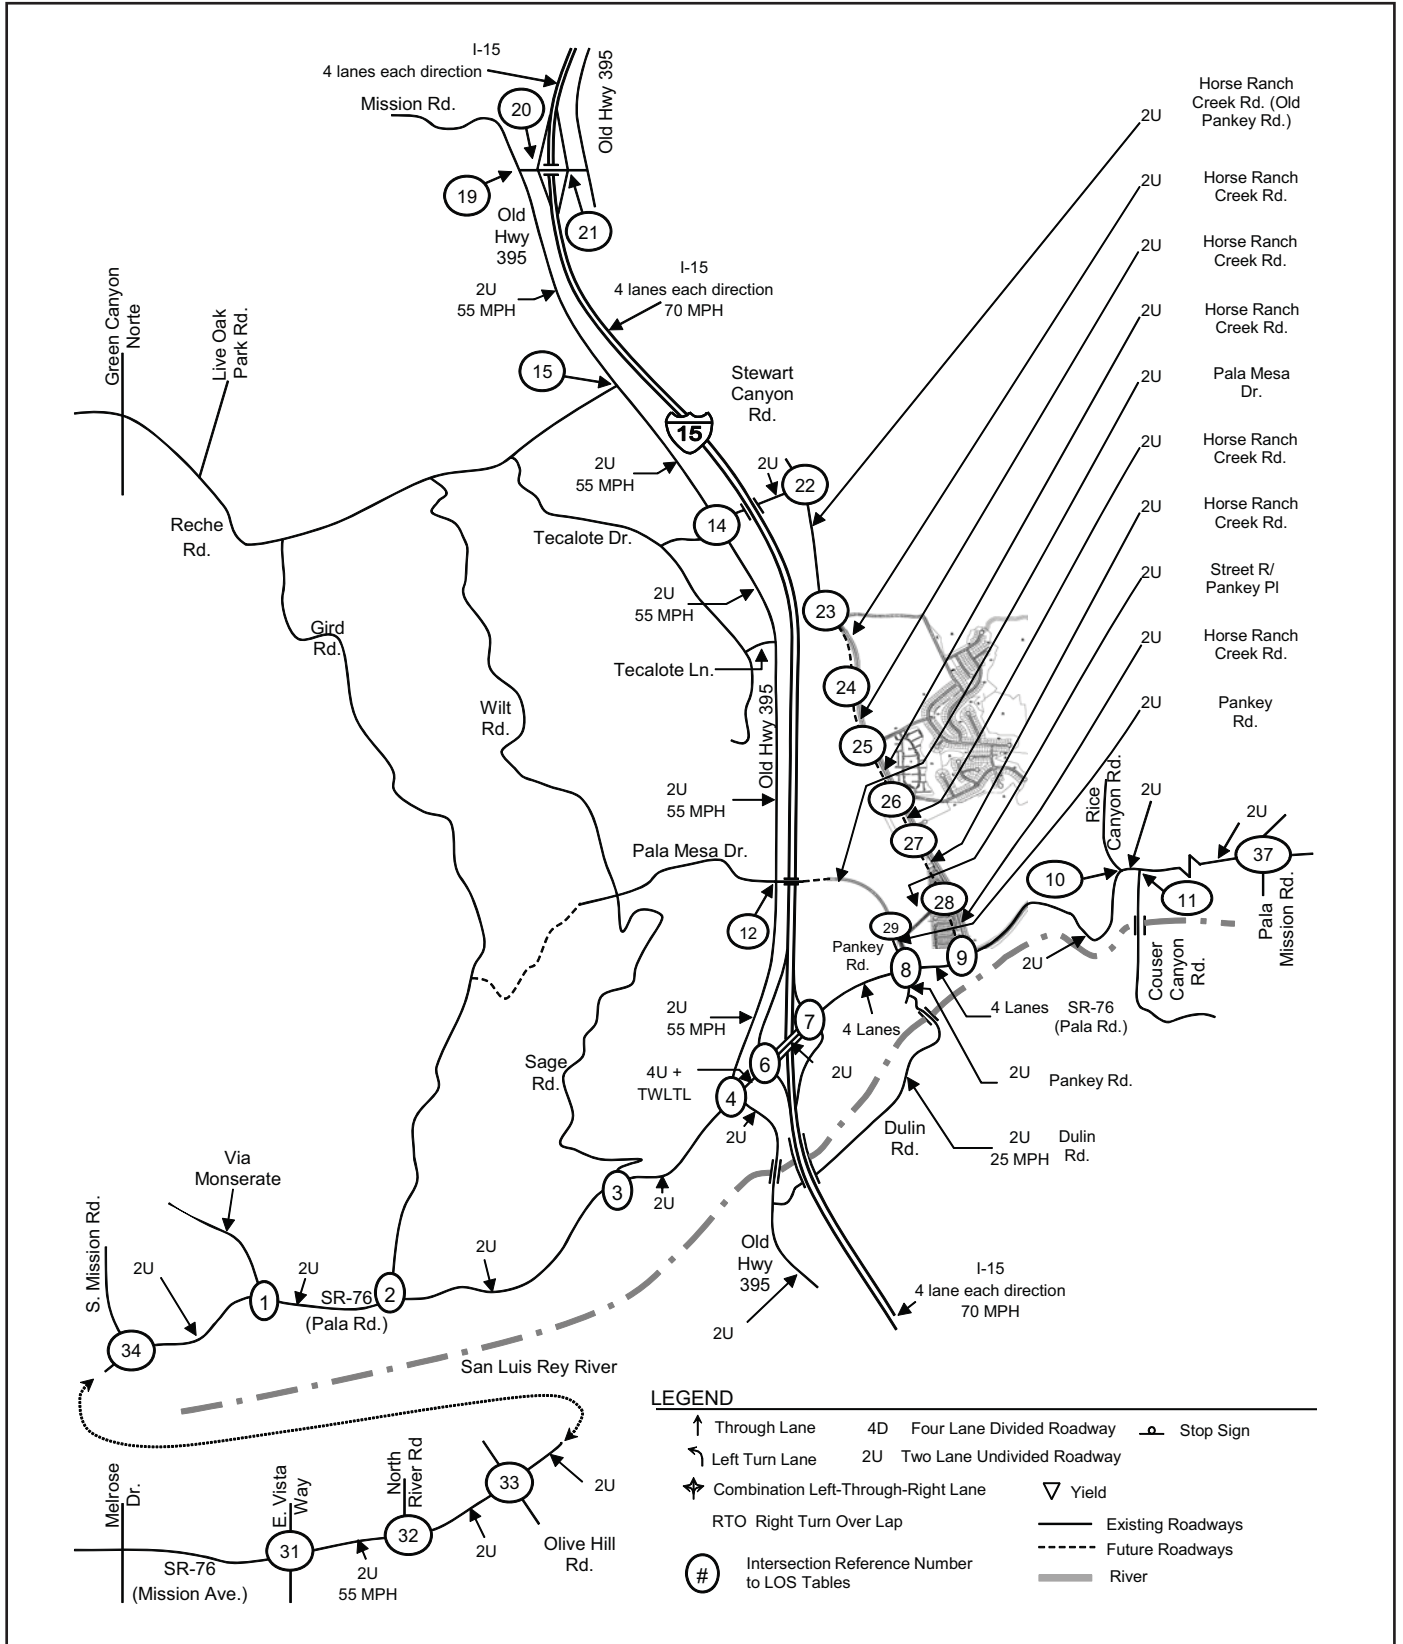 I-15
4 lanes each direction
Mission Rd.
Old Hwy 395
20
19
21
Old
Hwy
395
2U
55 MPH
I-15
4 lanes each direction
70 MPH
Horse Ranch
Creek Rd. (Old
Pankey Rd.)
2U
2U
Horse Ranch
Creek Rd.
2U
Horse Ranch
Creek Rd.
2U
Horse Ranch
Creek Rd.
2U
Pala Mesa
Dr.
2U
Horse Ranch
Creek Rd.
2U
Horse Ranch
Creek Rd.
2U
Street R/
Pankey Pl
2U
Horse Ranch
Creek Rd.
2U
Pankey
Rd.
Green Canyon
Norte
Live Oak
Park Rd.
15
Stewart
Canyon
Rd.
15
2U
55 MPH
2U
22
14
Reche
Rd.
Tecalote Dr.
2U
55 MPH
23
Gird
Rd.
Tecalote Ln.
24
Wilt
Rd.
Old Hwy 395
25
2U
55 MPH
26
27
Rice
Canyon Rd.
2U
2U
37
Pala Mesa Dr.
10
11
12
28
29
Pankey
Rd.
8
9
2U
Couser
Canyon
Rd.
Pala
Mission Rd.
2U
55 MPH
7
4 Lanes
4 Lanes
SR-76
(Pala Rd.)
Sage
Rd.
4U +
TWLTL
6
2U
2U
Pankey Rd.
4
2U
Dulin
Rd.
2U
25 MPH
Dulin
Rd.
Via
Monserate
3
2U
S. Mission Rd.
2U
2U
2U
1
SR-76
(Pala Rd.)
2
34
Old
Hwy
395
2U
I-15
4 lane each direction
70 MPH
San Luis Rey River
LEGEND
Through Lane
4D Four Lane Divided Roadway
Stop Sign
Left Turn Lane
2U Two Lane Undivided Roadway
Combination Left-Through-Right Lane
Yield
RTO Right Turn Over Lap
Existing Roadways
Future Roadways
# Intersection Reference Number
to LOS Tables
River
Melrose
Dr.
E. Vista
Way
North
River Rd
33
2U
31
32
2U
Olive Hill
Rd.
SR-76
(Mission Ave.)
2U
55 MPH